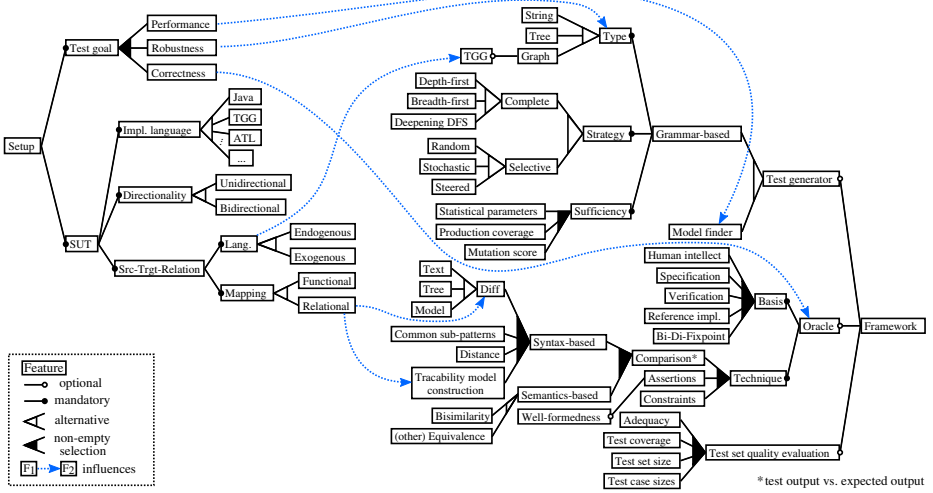 Setup
Test goal
Performance
Robustness
Correctness
SUT
Impl. language
Java
TGG
ATL
...
Directionality
Unidirectional
Bidirectional
Src-Trgt-Relation
Lang.
Endogenous
Exogenous
Mapping
Functional
Relational
String
Tree
TGG
Graph
Type
Depth-first
Breadth-first
Deepening DFS
Complete
Random
Stochastic
Steered
Selective
Strategy
Statistical parameters
Production coverage
Mutation score
Sufficiency
Grammar-based
Model finder
Test generator
Human intellect
Specification
Verification
Reference impl.
Bi-Di-Fixpoint
Basis
Oracle
Framework
Text
Tree
Model
Diff
Common sub-patterns
Distance
Tracability model
construction
Syntax-based
Bisimilarity
(other) Equivalence
Semantics-based
Well-formedness
Comparison*
Assertions
Constraints
Technique
Adequacy
Test coverage
Test set size
Test case sizes
Test set quality evaluation
*test output vs. expected output
Feature
optional
mandatory
alternative
non-empty
selection
F1 F2 influences